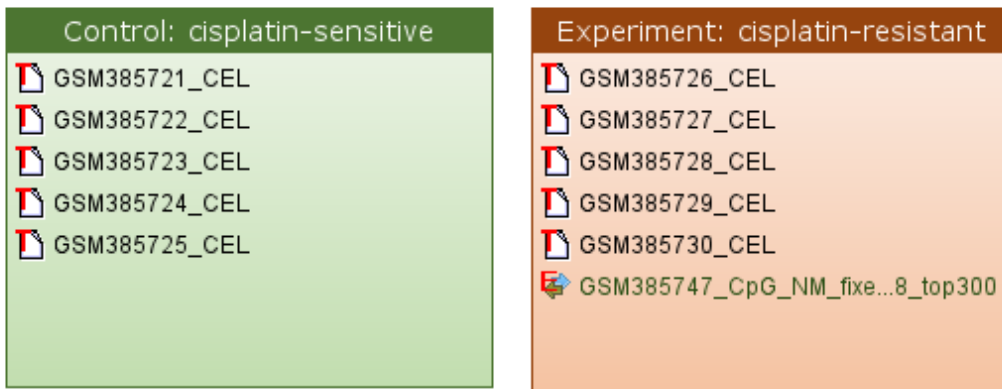 Control: cisplatin-sensitive
GSM385721_CEL
GSM385722_CEL
GSM385723_CEL
GSM385724_CEL
GSM385725_CEL
Experiment: cisplatin-resistant
GSM385726_CEL
GSM385727_CEL
GSM385728_CEL
GSM385729_CEL
GSM385730_CEL
GSM385747_CpG_NM_fixe...8_top300